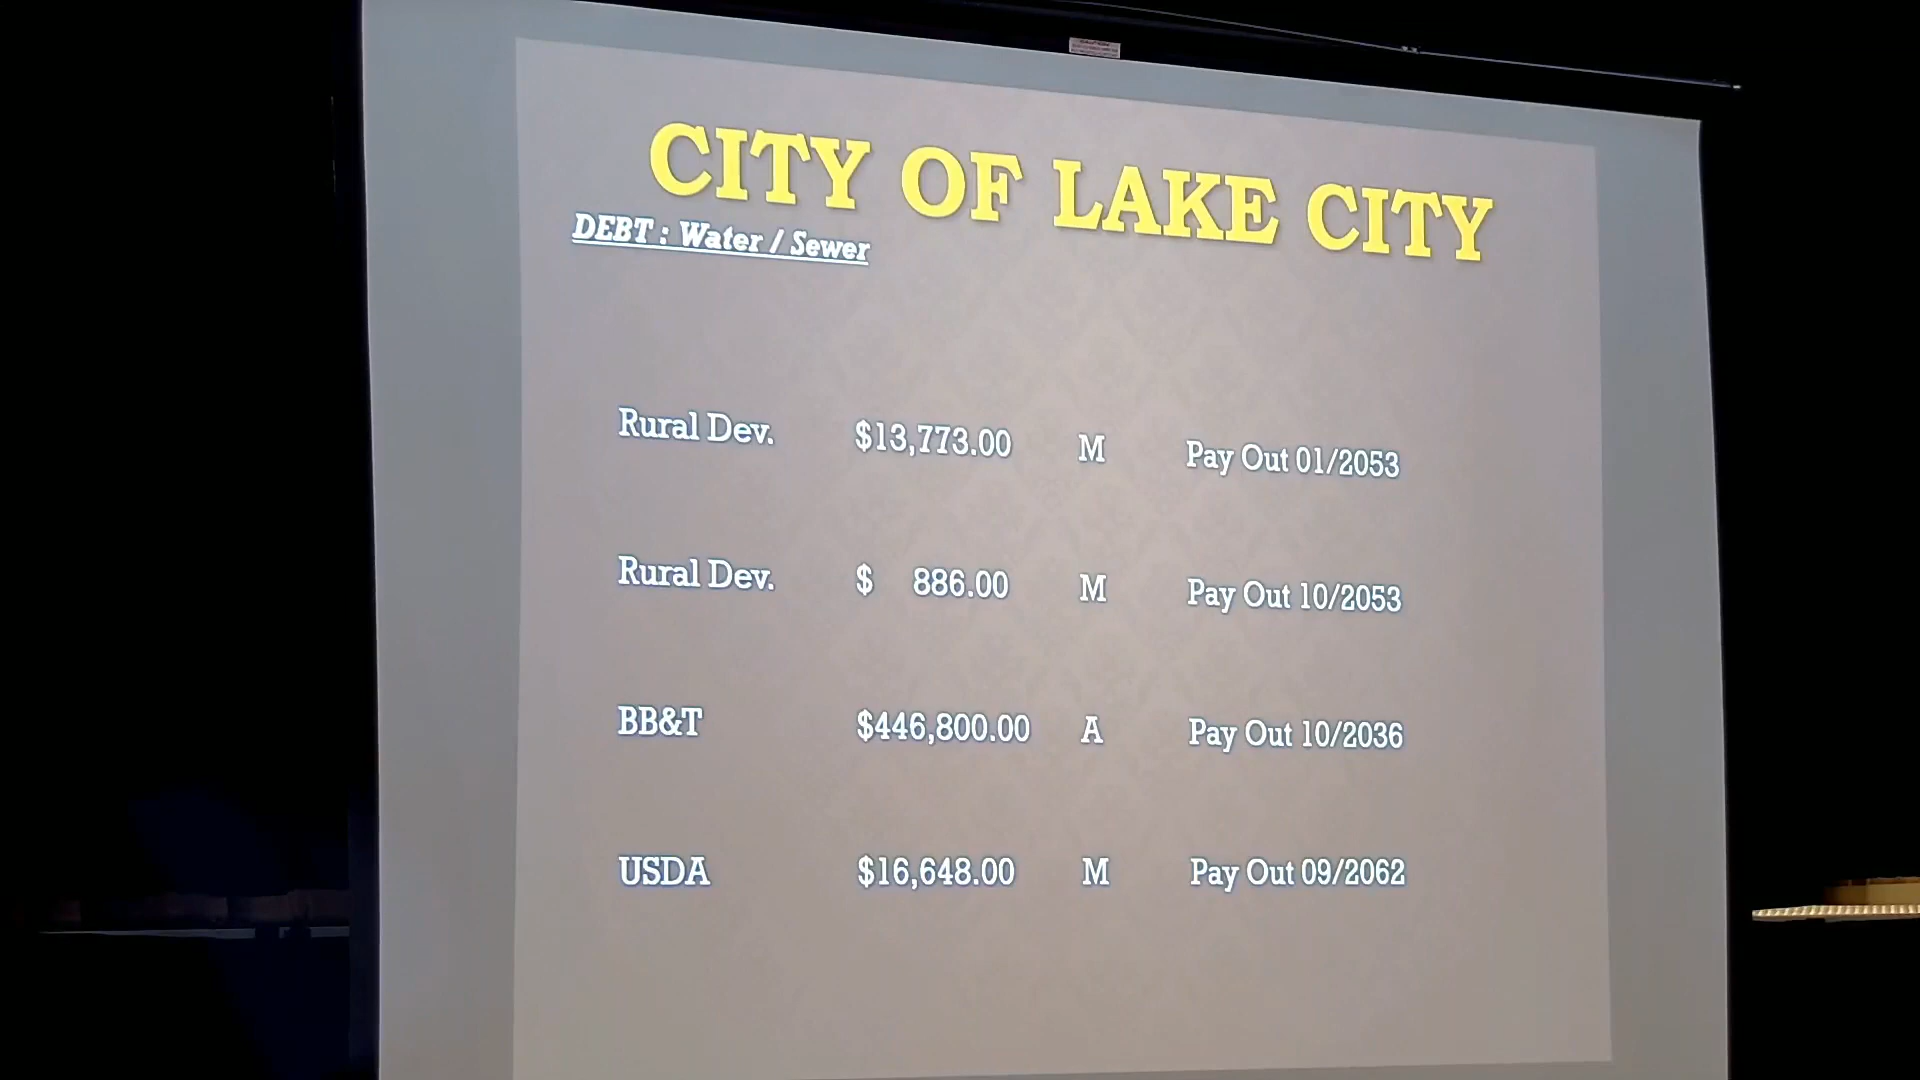 CITY OF LAKE CITY
DEBT : Water / Sewer
Rural Dev. $13,773.00 M Pay Out 01/2053
Rural Dev. $ 886.00 M Pay Out 10/2053
BB&T $446,800.00 A Pay Out 10/2036
USDA $16,648.00 M Pay Out 09/2062